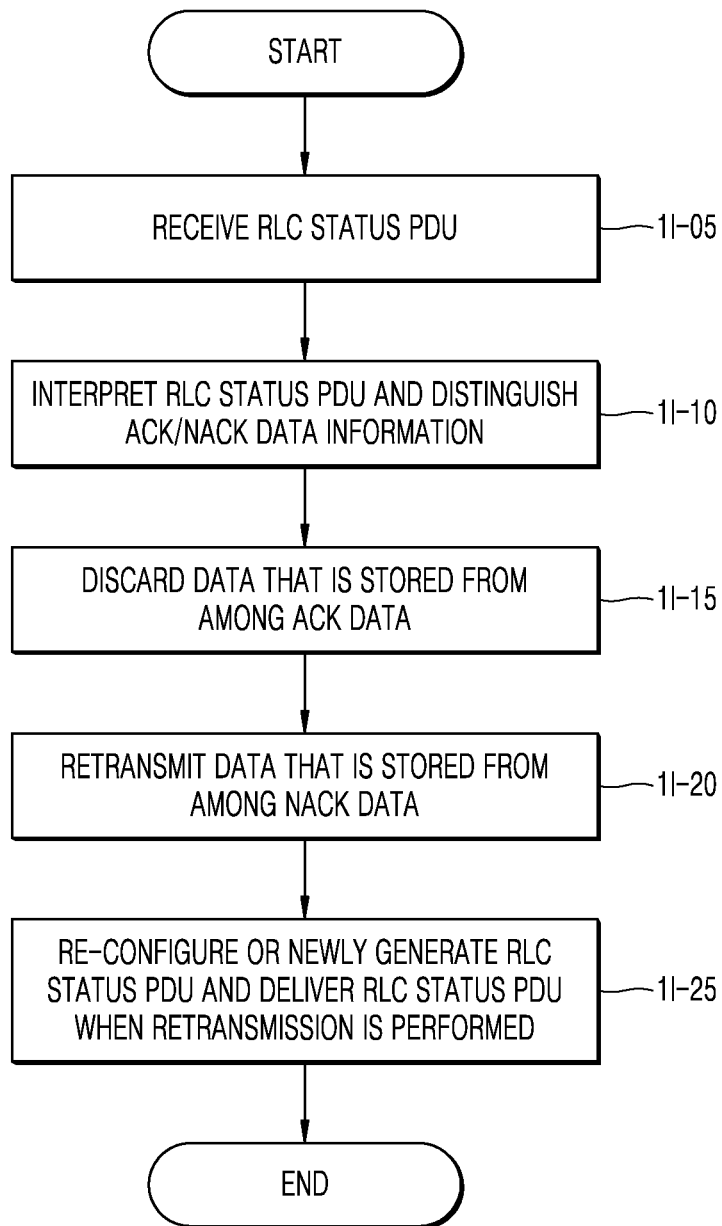 START
RECEIVE RLC STATUS PDU
1l-05
INTERPRET RLC STATUS PDU AND DISTINGUISH
ACK/NACK DATA INFORMATION
1l-10
DISCARD DATA THAT IS STORED FROM
AMONG ACK DATA
1l-15
RETRANSMIT DATA THAT IS STORED FROM
AMONG NACK DATA
1l-20
RE-CONFIGURE OR NEWLY GENERATE RLC
STATUS PDU AND DELIVER RLC STATUS PDU
WHEN RETRANSMISSION IS PERFORMED
1l-25
END